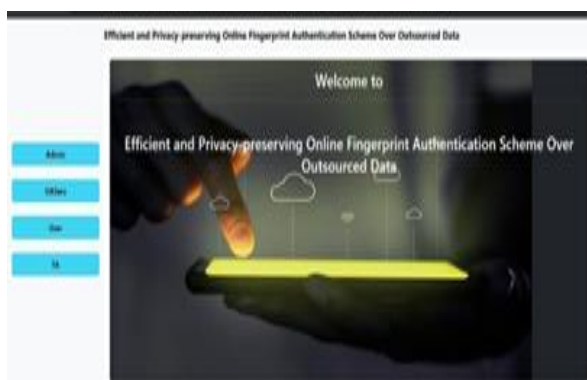 Efficient and Privacy-preserving Online Fingerprint Authentication Scheme Over Outsourced Data
Welcome to
Efficient and Privacy-preserving Online Fingerprint Authentication Scheme Over
Outsourced Data
Admin
User